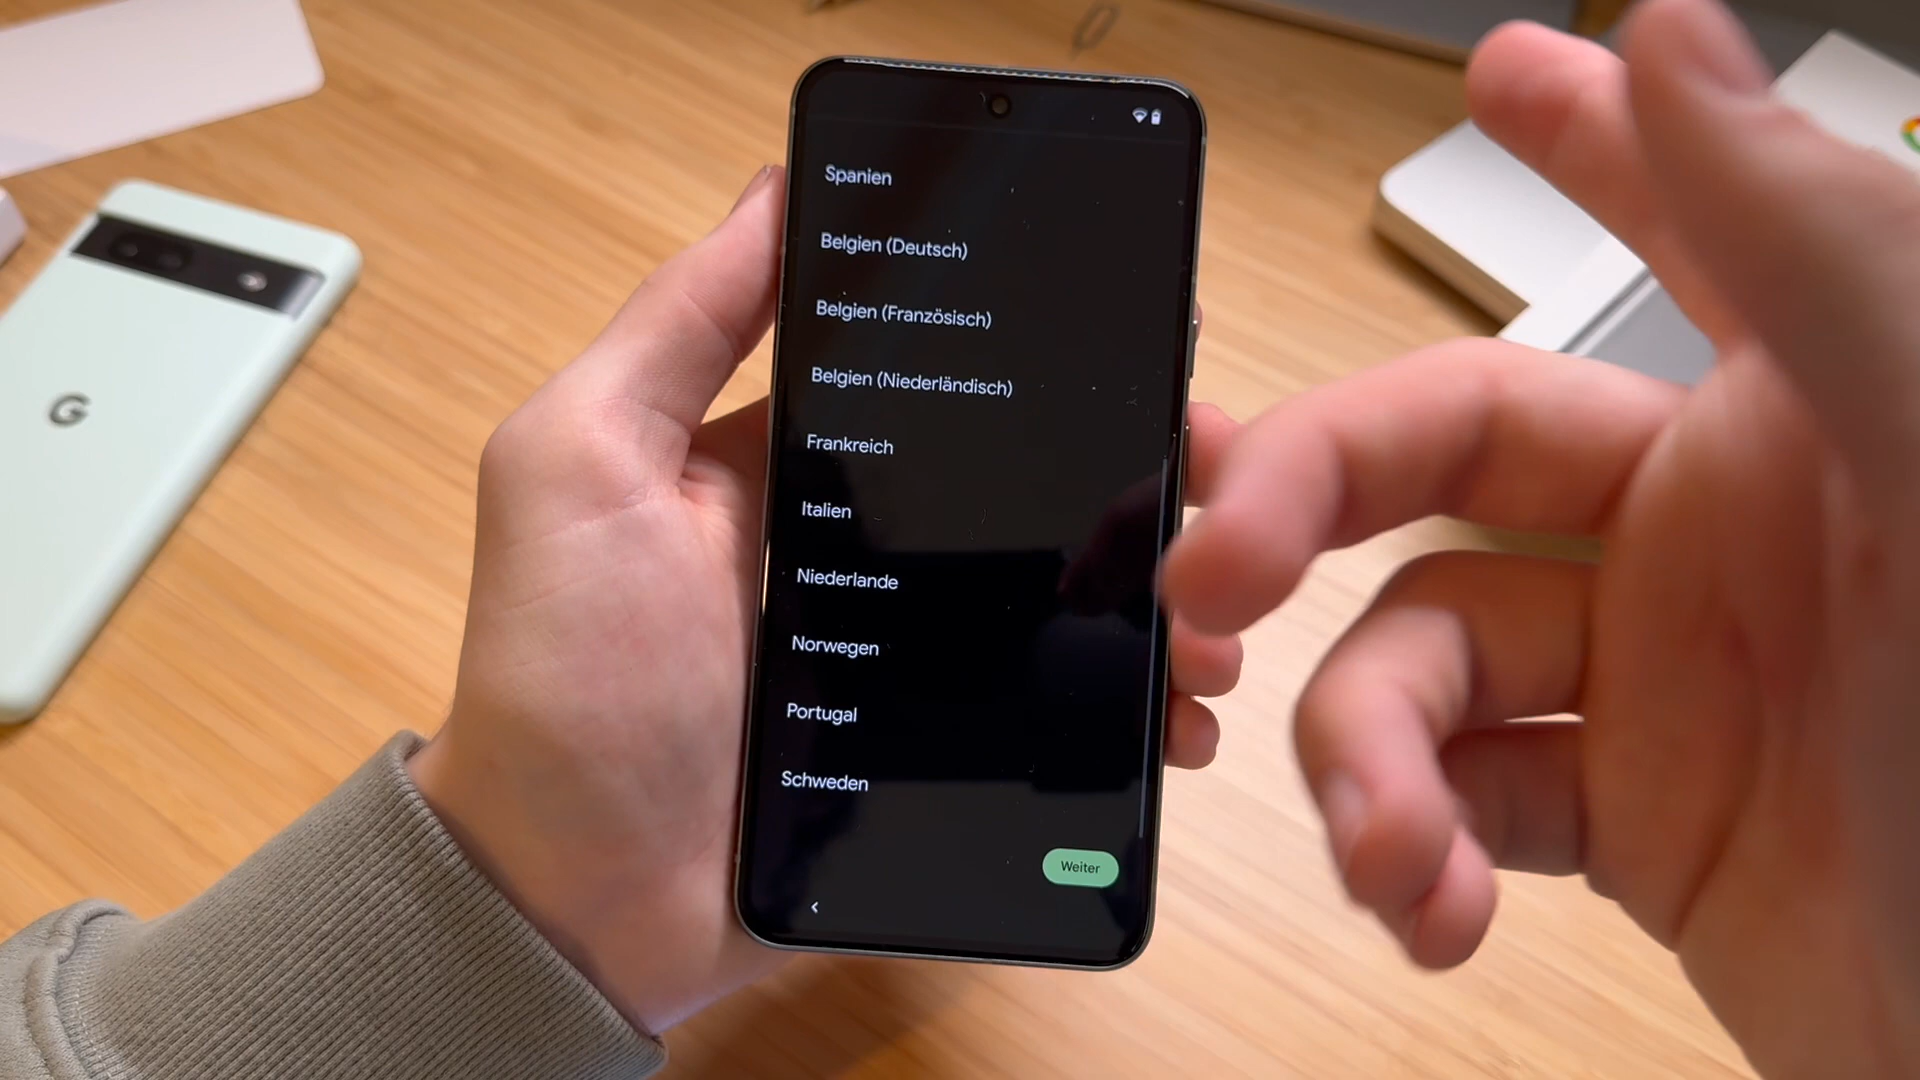 Spanien
Belgien (Deutsch)
Belgien (Französisch)
Belgien (Niederländisch)
Frankreich
Italien
Niederlande
Norwegen
Portugal
Schweden
Weiter
G